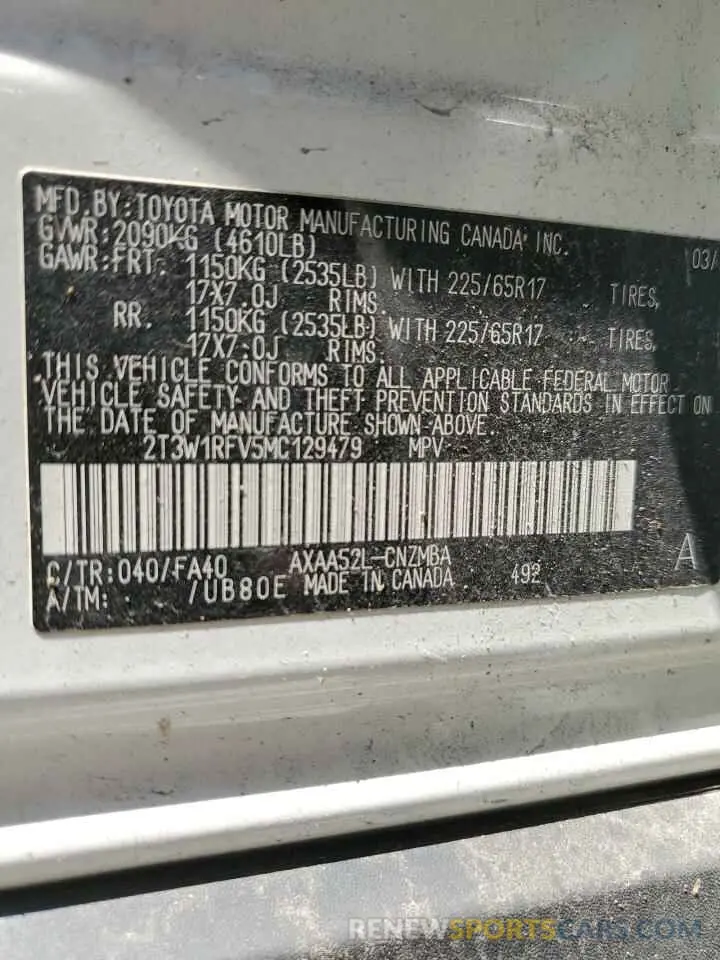 MFD. BY: TOYOTA MOTOR MANUFACTURING CANADA INC. 03/
GVWR: 2090KG (4610LB)
GAWR: FRT. 1150KG (2535LB) WITH 225/65R17 TIRES,
17X7.0J RIMS.
RR. 1150KG (2535LB) WITH 225/65R17 TIRES,
17X7.0J RIMS.
THIS VEHICLE CONFORMS TO ALL APPLICABLE FEDERAL MOTOR
VEHICLE SAFETY AND THEFT PREVENTION STANDARDS IN EFFECT ON
THE DATE OF MANUFACTURE SHOWN ABOVE.
2T3W1RFV5MC129479 MPV
C/TR: 040/FA40 AXAA52L-CNZMBA A
A/TM: /UB80E MADE IN CANADA 492
RENEWSPORTSCARS.COM